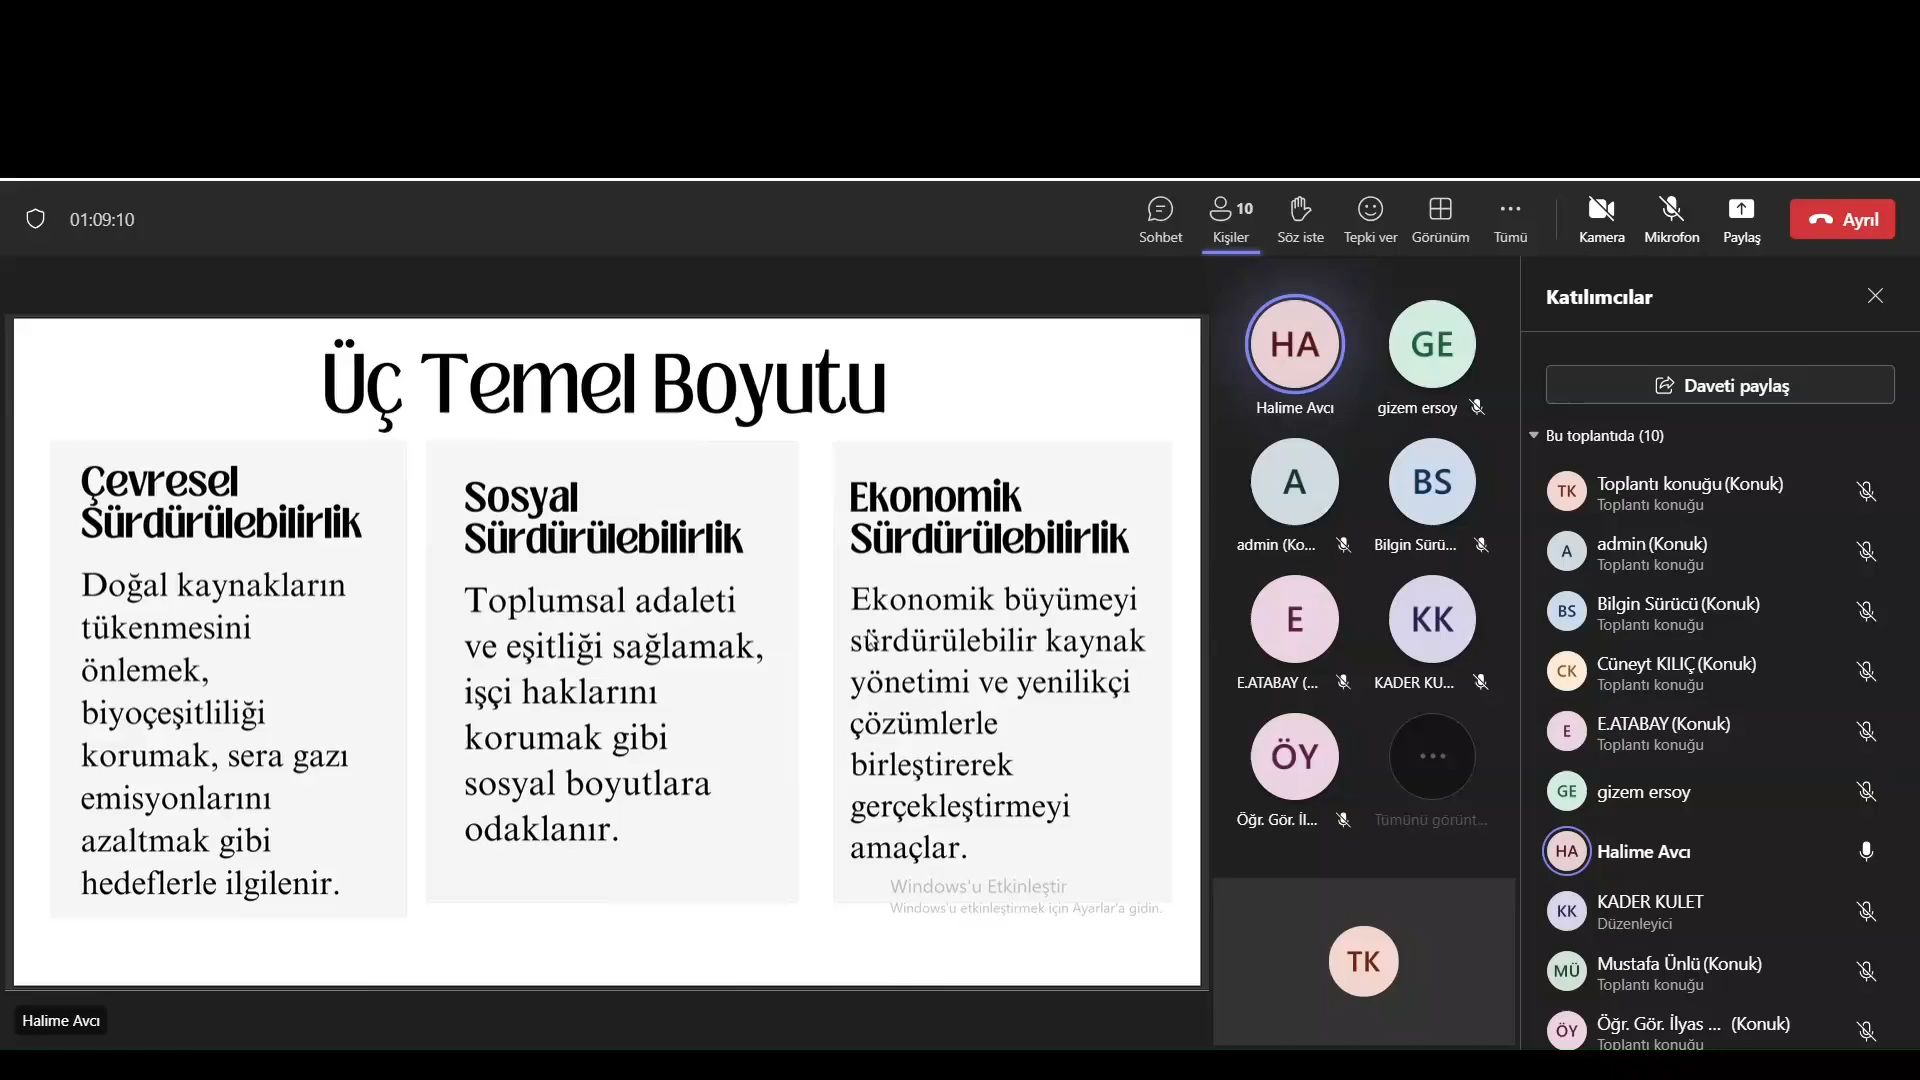 01:09:10
Sohbet
Kişiler
10
Söz iste
Tepki ver
Görünüm
Tümü
Kamera
Mikrofon
Paylaş
Ayrıl
Üç Temel Boyutu
Çevresel
Sürdürülebilirlik
Doğal kaynakların
tükenmesini
önlemek,
biyoçeşitliliği
korumak, sera gazı
emisyonlarını
azaltmak gibi
hedeflerle ilgilenir.
Sosyal
Sürdürülebilirlik
Toplumsal adaleti
ve eşitliği sağlamak,
işçi haklarını
korumak gibi
sosyal boyutlara
odaklanır.
Ekonomik
Sürdürülebilirlik
Ekonomik büyümeyi
sürdürülebilir kaynak
yönetimi ve yenilikçi
çözümlerle
birleştirerek
gerçekleştirmeyi
amaçlar.
Windows'u Etkinleştir
Windows'u etkinleştirmek için Ayarlar'a gidin.
Halime Avcı
HA
Halime Avcı
GE
gizem ersoy
A
admin (Ko...
BS
Bilgin Sürü...
E
E.ATABAY (...
KK
KADER KU...
ÖY
Öğr. Gör. İl...
Tümünü görünt...
TK
Katılımcılar
Daveti paylaş
Bu toplantıda (10)
TK
Toplantı konuğu (Konuk)
Toplantı konuğu
A
admin (Konuk)
Toplantı konuğu
BS
Bilgin Sürücü (Konuk)
Toplantı konuğu
CK
Cüneyt KILIÇ (Konuk)
Toplantı konuğu
E
E.ATABAY (Konuk)
Toplantı konuğu
GE
gizem ersoy
HA
Halime Avcı
KK
KADER KULET
Düzenleyici
MÜ
Mustafa Ünlü (Konuk)
Toplantı konuğu
ÖY
Öğr. Gör. İlyas ... (Konuk)
Toplantı konuğu